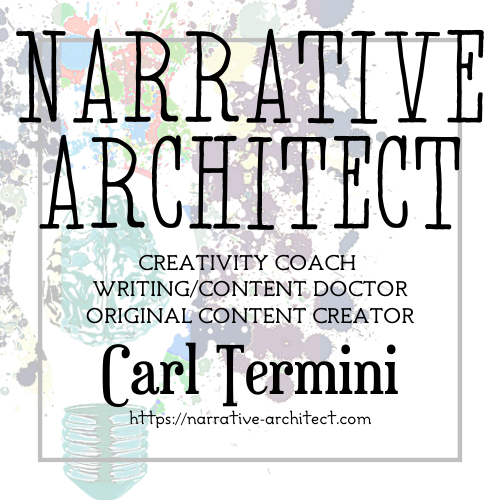 NARRATIVE
ARCHITECT
CREATIVITY COACH
WRITING/CONTENT DOCTOR
ORIGINAL CONTENT CREATOR
Carl Termini
https://narrative-architect.com